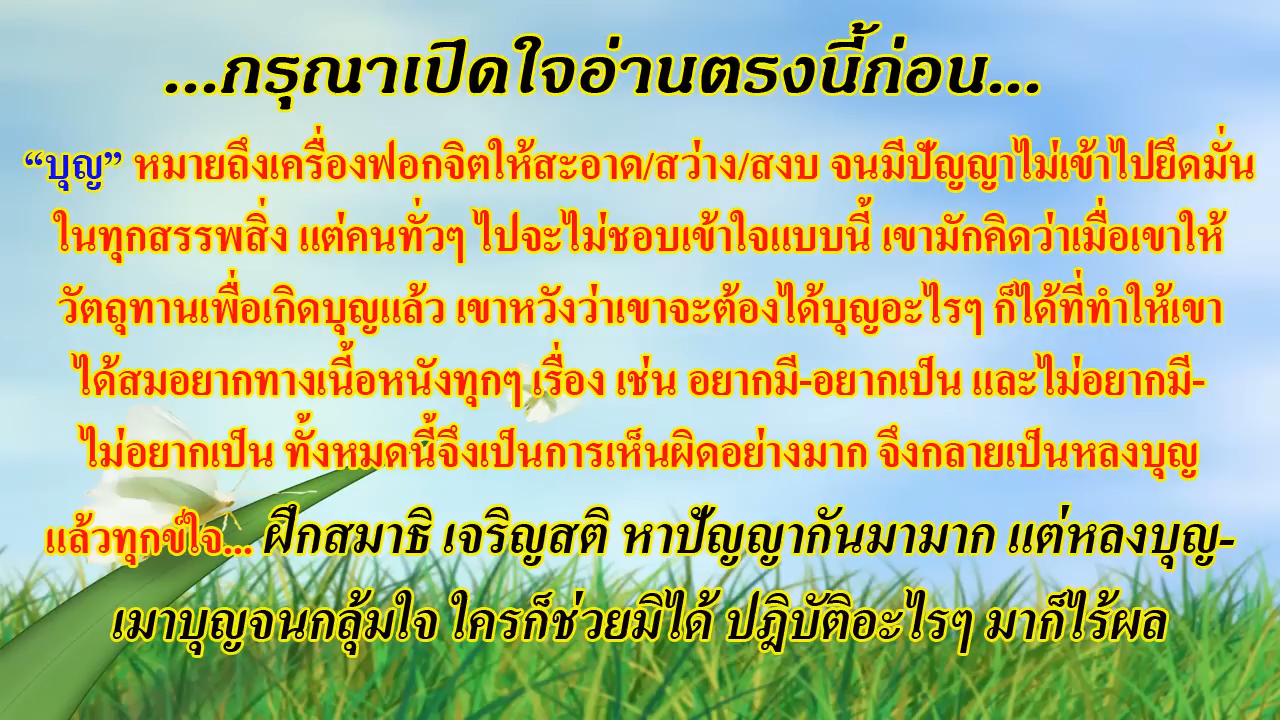 ...กรุณาเปิดใจอ่านตรงนี้ก่อน...
“บุญ” หมายถึงเครื่องฟอกจิตให้สะอาด/สว่าง/สงบ จนมีปัญญาไม่เข้าไปยึดมั่น
ในทุกสรรพสิ่ง แต่คนทั่วๆ ไปจะไม่ชอบเข้าใจแบบนี้ เขามักคิดว่าเมื่อเขาให้
วัตถุทานเพื่อเกิดบุญแล้ว เขาหวังว่าเขาจะต้องได้บุญอะไรๆ ก็ได้ที่ทำให้เขา
ได้สมอยากทางเนื้อหนังทุกๆ เรื่อง เช่น อยากมี-อยากเป็น และไม่อยากมี-
ไม่อยากเป็น ทั้งหมดนี้จึงเป็นการเห็นผิดอย่างมาก จึงกลายเป็นหลงบุญ
แล้วทุกข์ใจ... ฝึกสมาธิ เจริญสติ หาปัญญากันมามาก แต่หลงบุญ-
เมาบุญจนกลุ้มใจ ใครก็ช่วยมิได้ ปฎิบัติอะไรๆ มาก็ไร้ผล